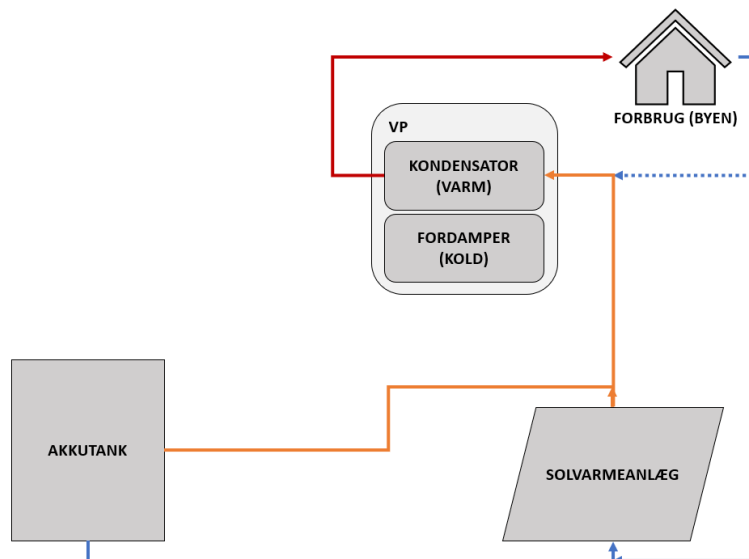 FORBRUG (BYEN)
VP
KONDENSATOR
(VARM)
FORDAMPER
(KOLD)
AKKUTANK
SOLVARMEANLÆG